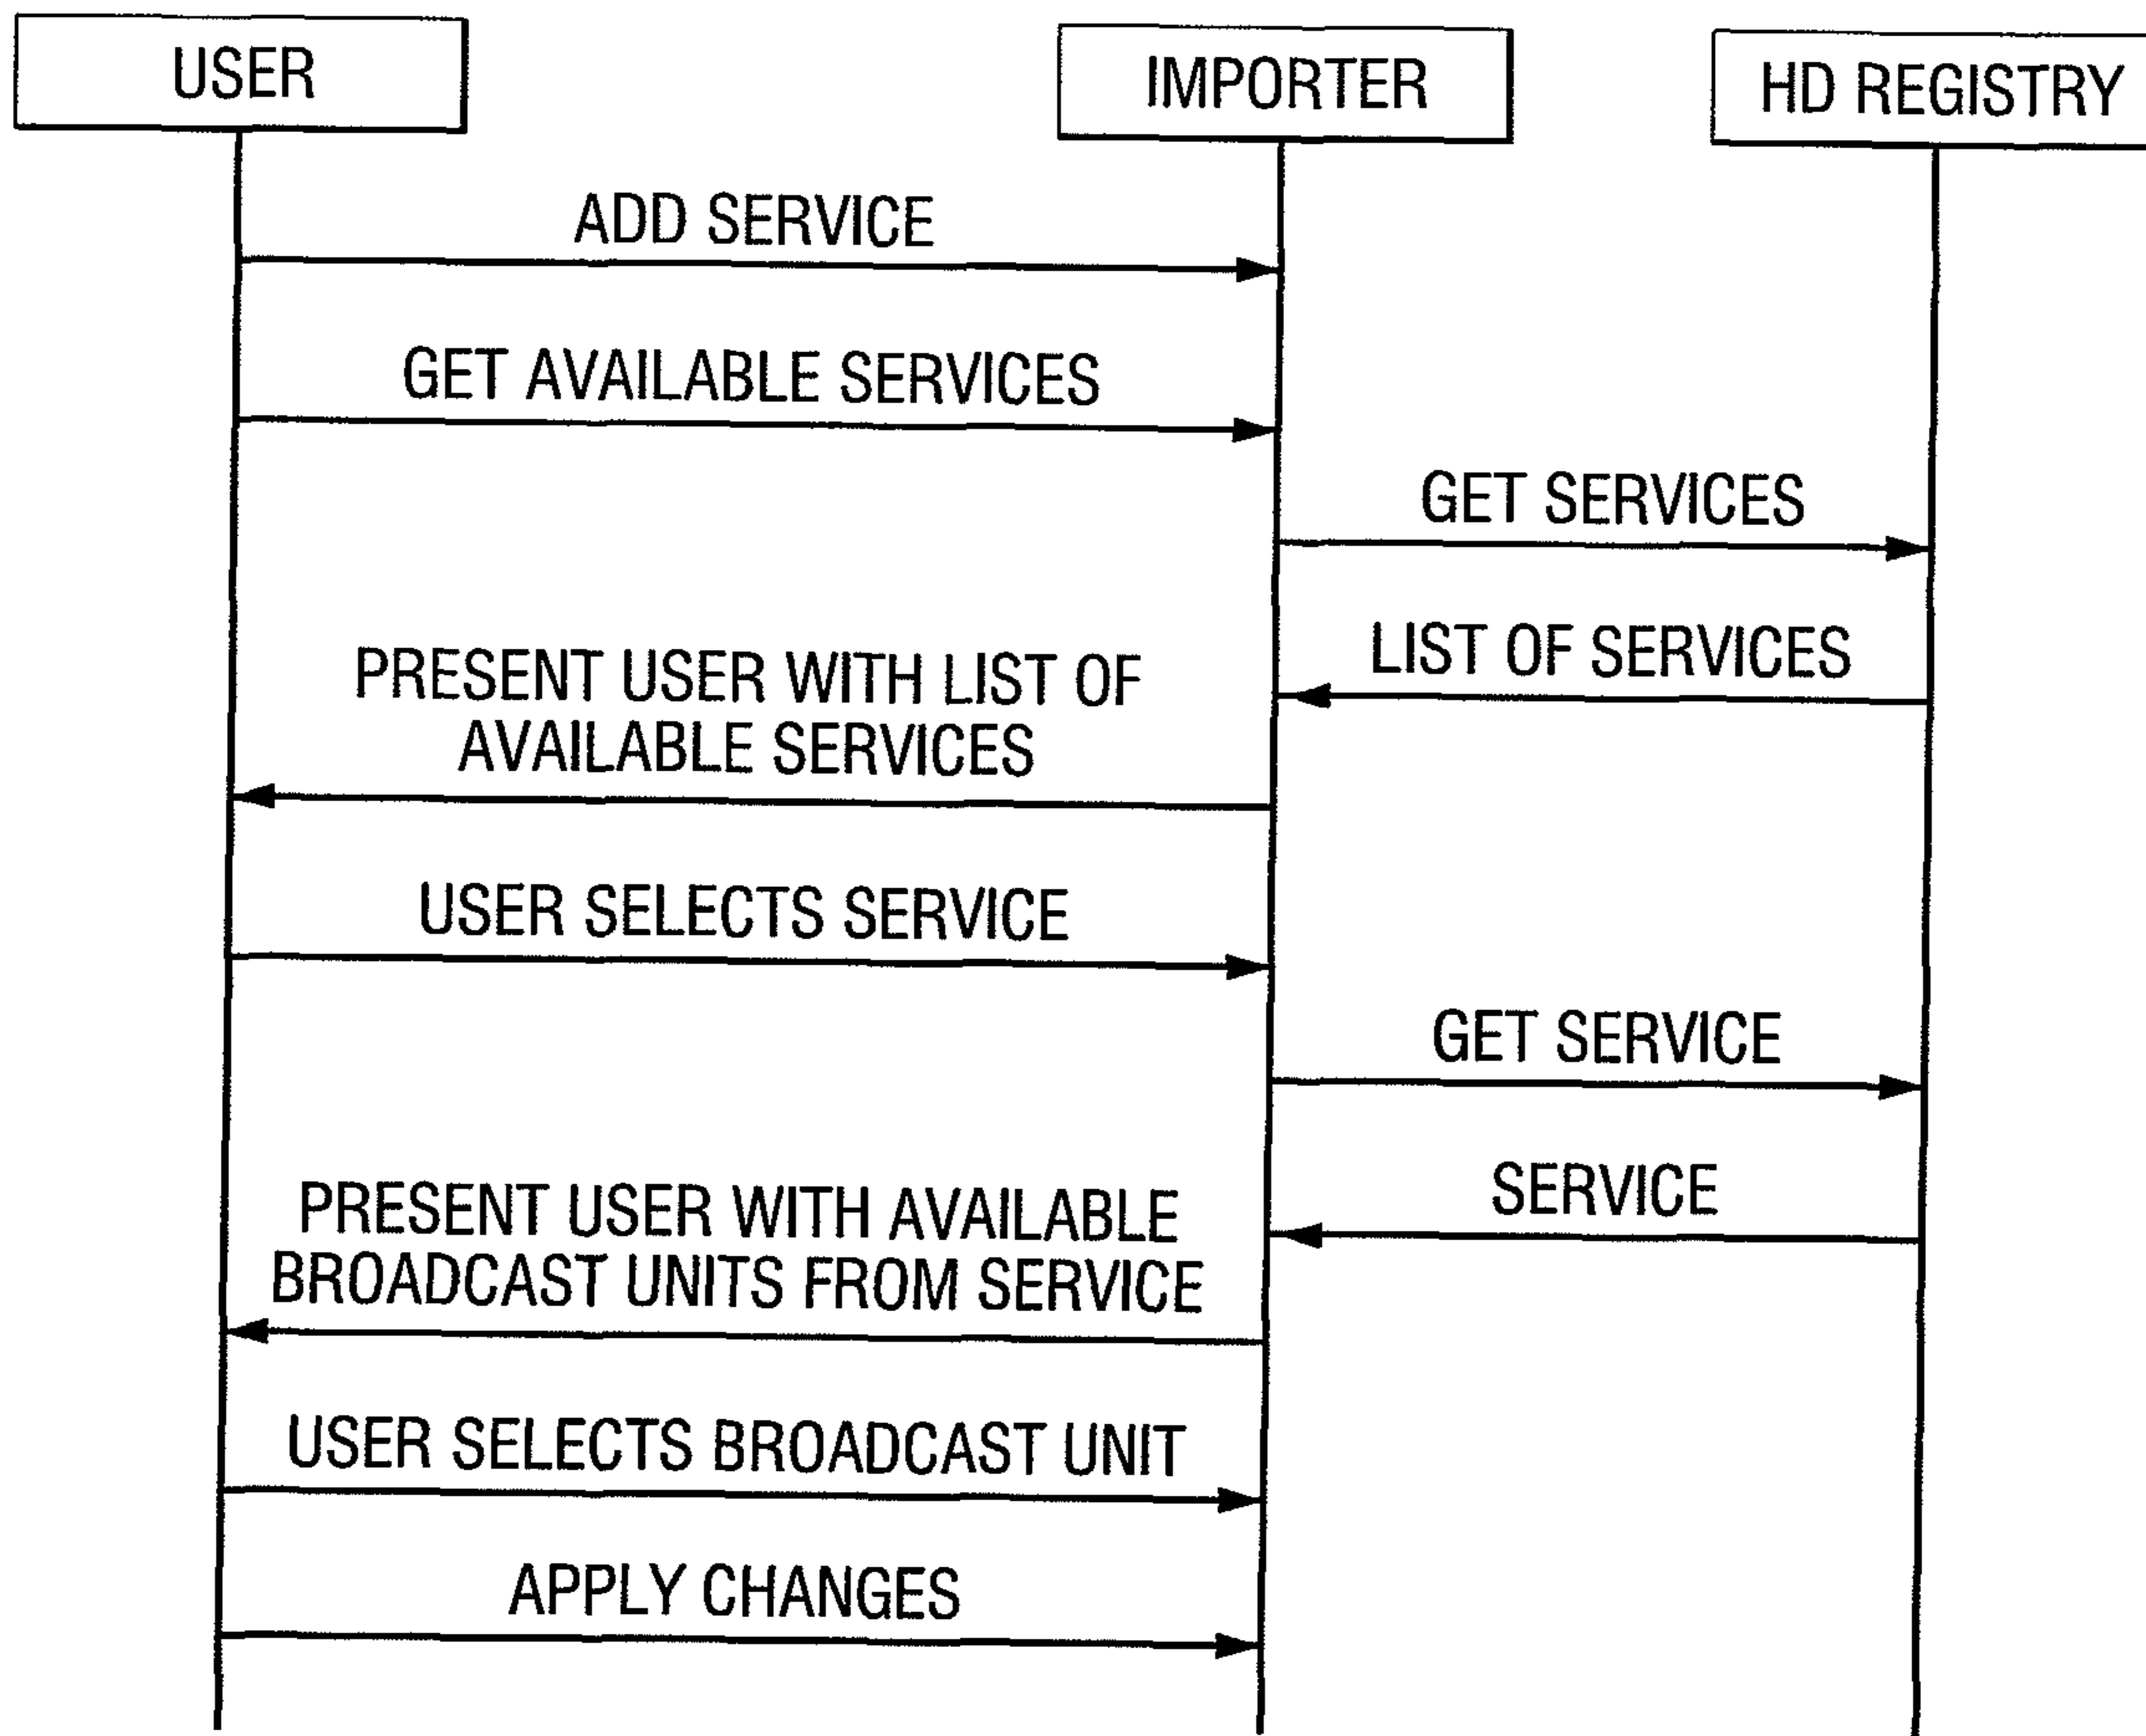 USER
IMPORTER
HD REGISTRY
ADD SERVICE
GET AVAILABLE SERVICES
GET SERVICES
LIST OF SERVICES
PRESENT USER WITH LIST OF
AVAILABLE SERVICES
USER SELECTS SERVICE
GET SERVICE
SERVICE
PRESENT USER WITH AVAILABLE
BROADCAST UNITS FROM SERVICE
USER SELECTS BROADCAST UNIT
APPLY CHANGES